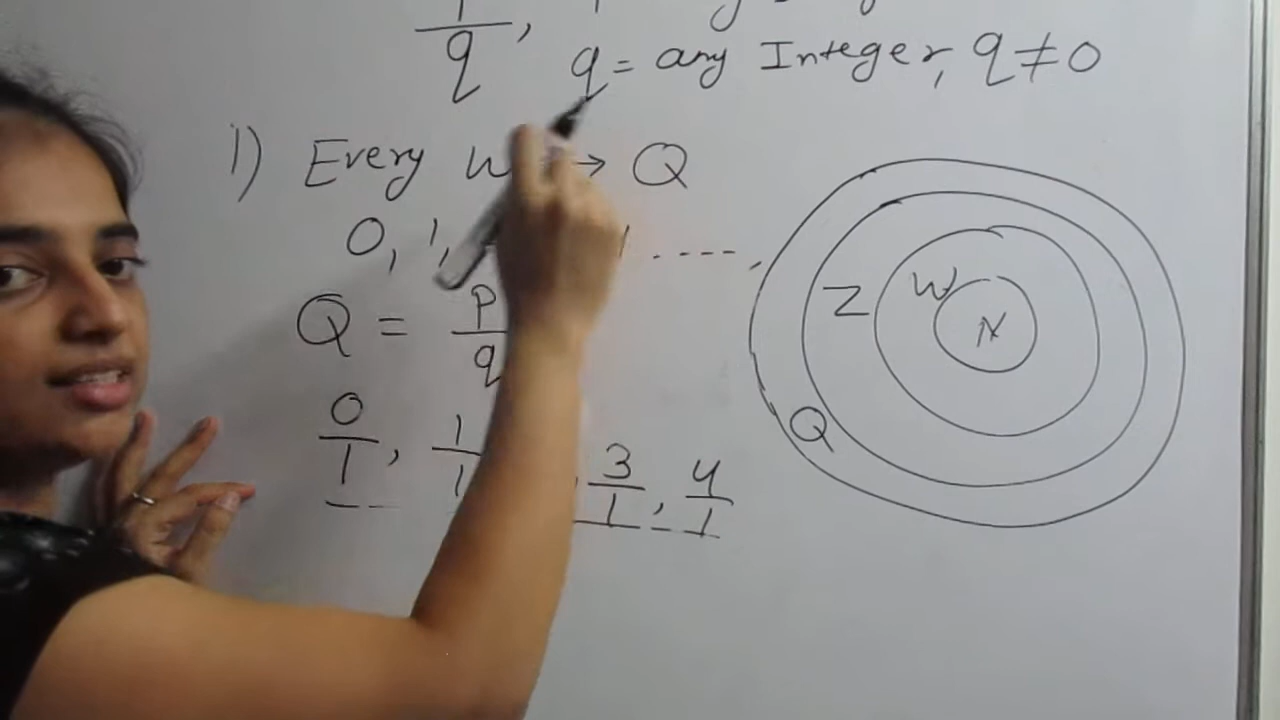 q, q = any Integer, q ≠ 0
1) Every W → Q
0, 1, ----,
Q = p/q
0/1, 1/1, 3/1, 4/1
Z W N
Q